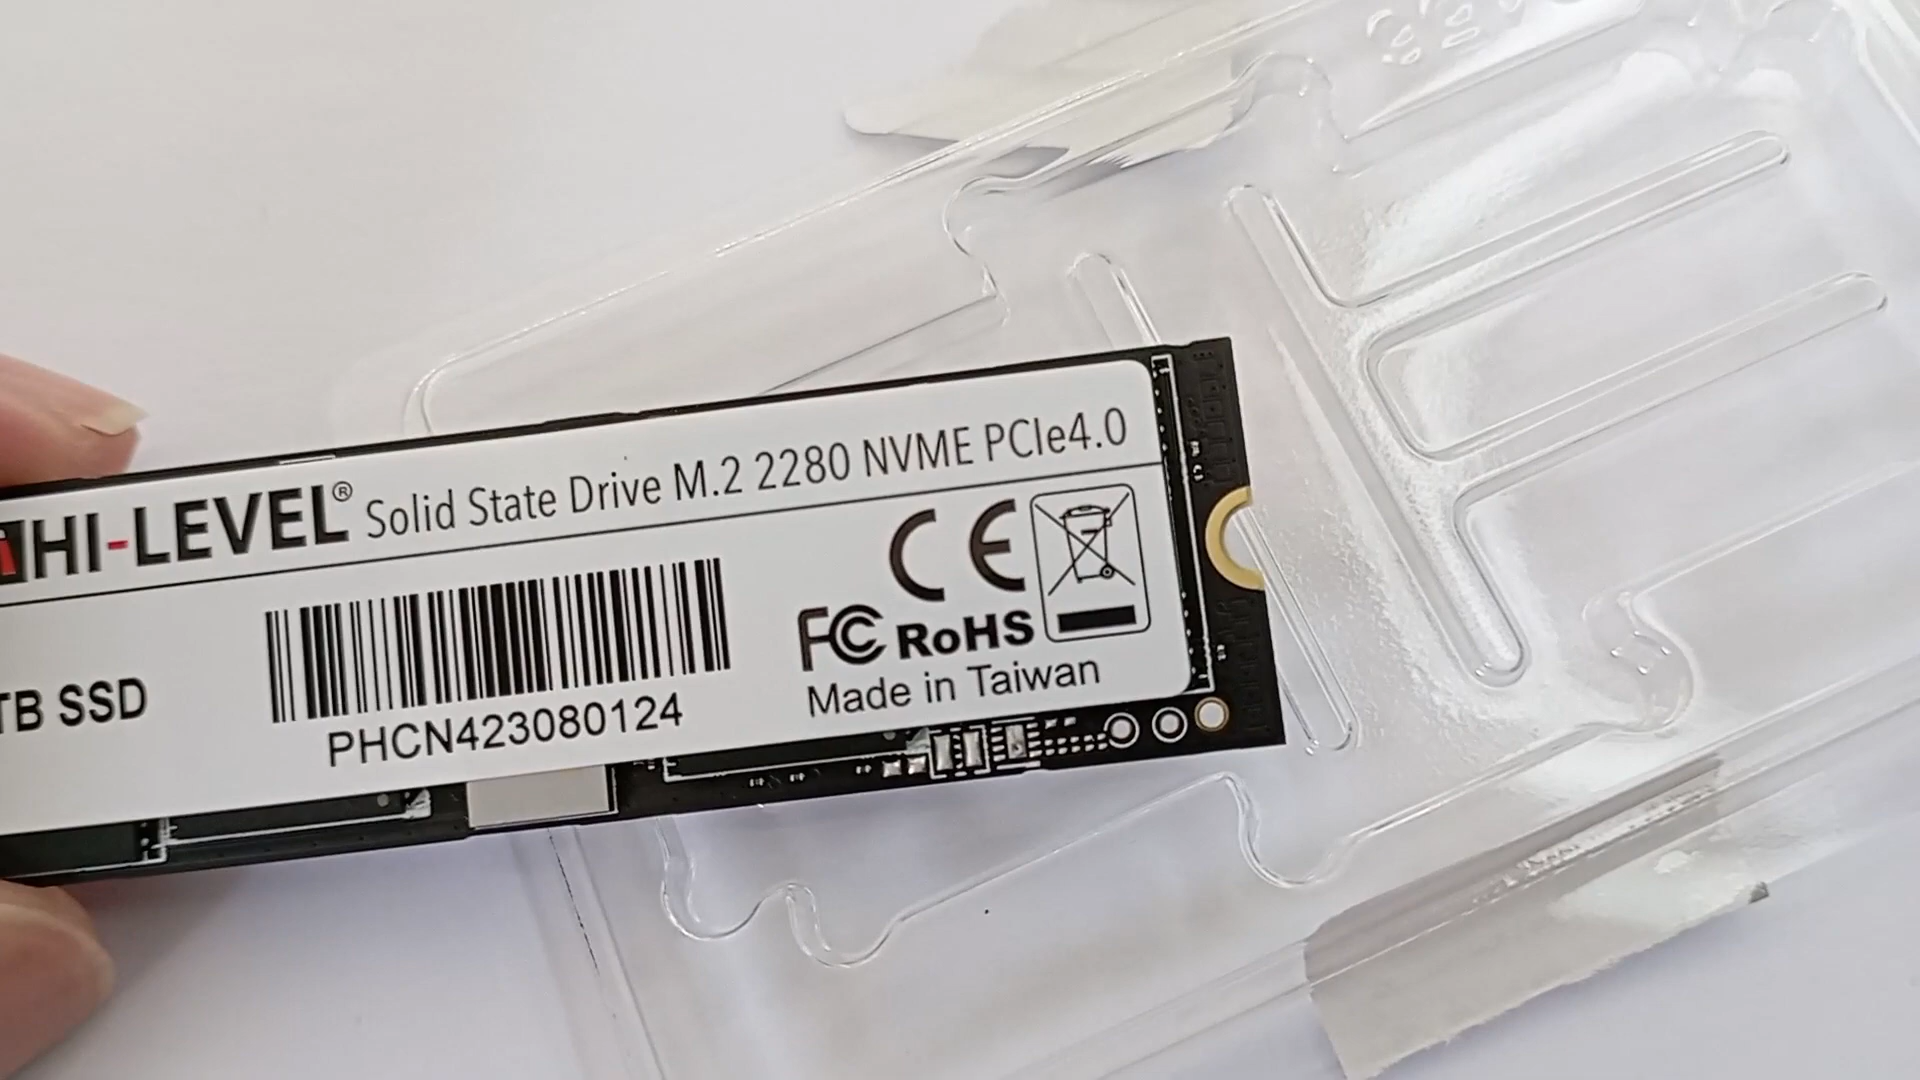 HI-LEVEL® Solid State Drive M.2 2280 NVME PCIe4.0
TB SSD
PHCN423080124
CE
FC RoHS
Made in Taiwan